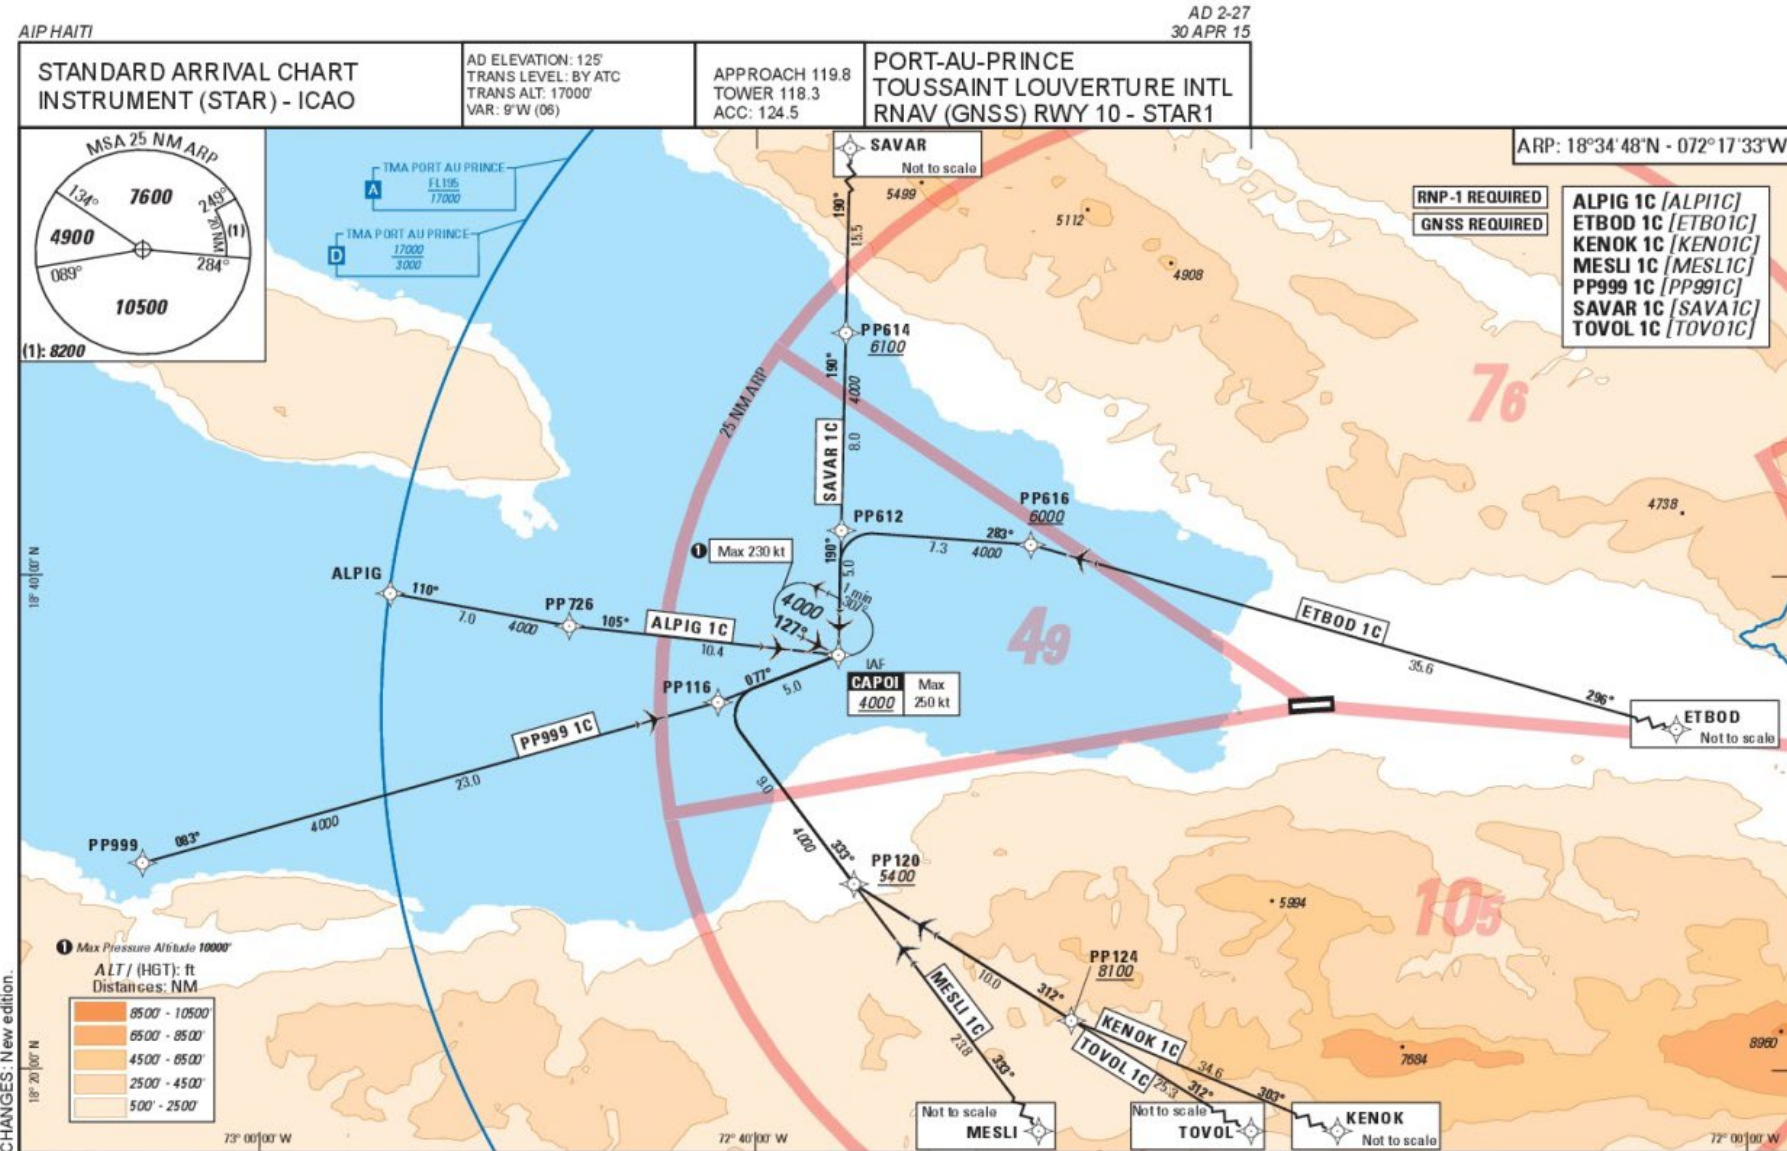 AIP HAITI
AD 2-27
30 APR 15
STANDARD ARRIVAL CHART
INSTRUMENT (STAR) - ICAO
AD ELEVATION: 125'
TRANS LEVEL: BY ATC
TRANS ALT: 17000'
VAR: 9°W (06)
APPROACH 119.8
TOWER 118.3
ACC: 124.5
PORT-AU-PRINCE
TOUSSAINT LOUVERTURE INTL
RNAV (GNSS) RWY 10 - STAR1
MSA 25 NM ARP
134°
7600
249°
20 NM
(1)
4900
089°
284°
10500
(1): 8200
TMA PORT AU PRINCE
A
FL195
17000
TMA PORT AU PRINCE
D
17000
3000
SAVAR
Not to scale
ARP: 18°34'48"N - 072°17'33"W
RNP-1 REQUIRED
GNSS REQUIRED
ALPIG 1C [ALPI1C]
ETBOD 1C [ETBO1C]
KENOK 1C [KENO1C]
MESLI 1C [MESL1C]
PP999 1C [PP991C]
SAVAR 1C [SAVA1C]
TOVOL 1C [TOVO1C]
5499
5112
4908
190°
15.5
PP614
6100
190°
4000
25 NM ARP
76
SAVAR 1C
8.0
PP612
PP616
6000
4738
283°
7.3
4000
190°
5.0
1 Max 230 kt
1 min
307°
4000
127°
18° 40' 00" N
ALPIG
110°
7.0
4000
PP726
105°
ALPIG 1C
10.4
ETBOD 1C
35.6
296°
49
IAF
CAPOI
4000
Max
250 kt
PP116
077°
5.0
ETBOD
Not to scale
PP999 1C
23.0
4000
083°
PP999
9.0
4000
333°
PP120
5400
5994
105
1 Max Pressure Altitude 10000'
ALT / (HGT): ft
Distances: NM
8500' - 10500'
6500' - 8500'
4500' - 6500'
2500' - 4500'
500' - 2500'
PP124
8100
10.0
312°
MESLI 1C
23.8
333°
KENOK 1C
34.6
303°
TOVOL 1C
25.3
312°
7684
8960
Not to scale
MESLI
Not to scale
TOVOL
KENOK
Not to scale
18° 20' 00" N
73° 00' 00" W
72° 40' 00" W
72° 00' 00" W
CHANGES: New edition.